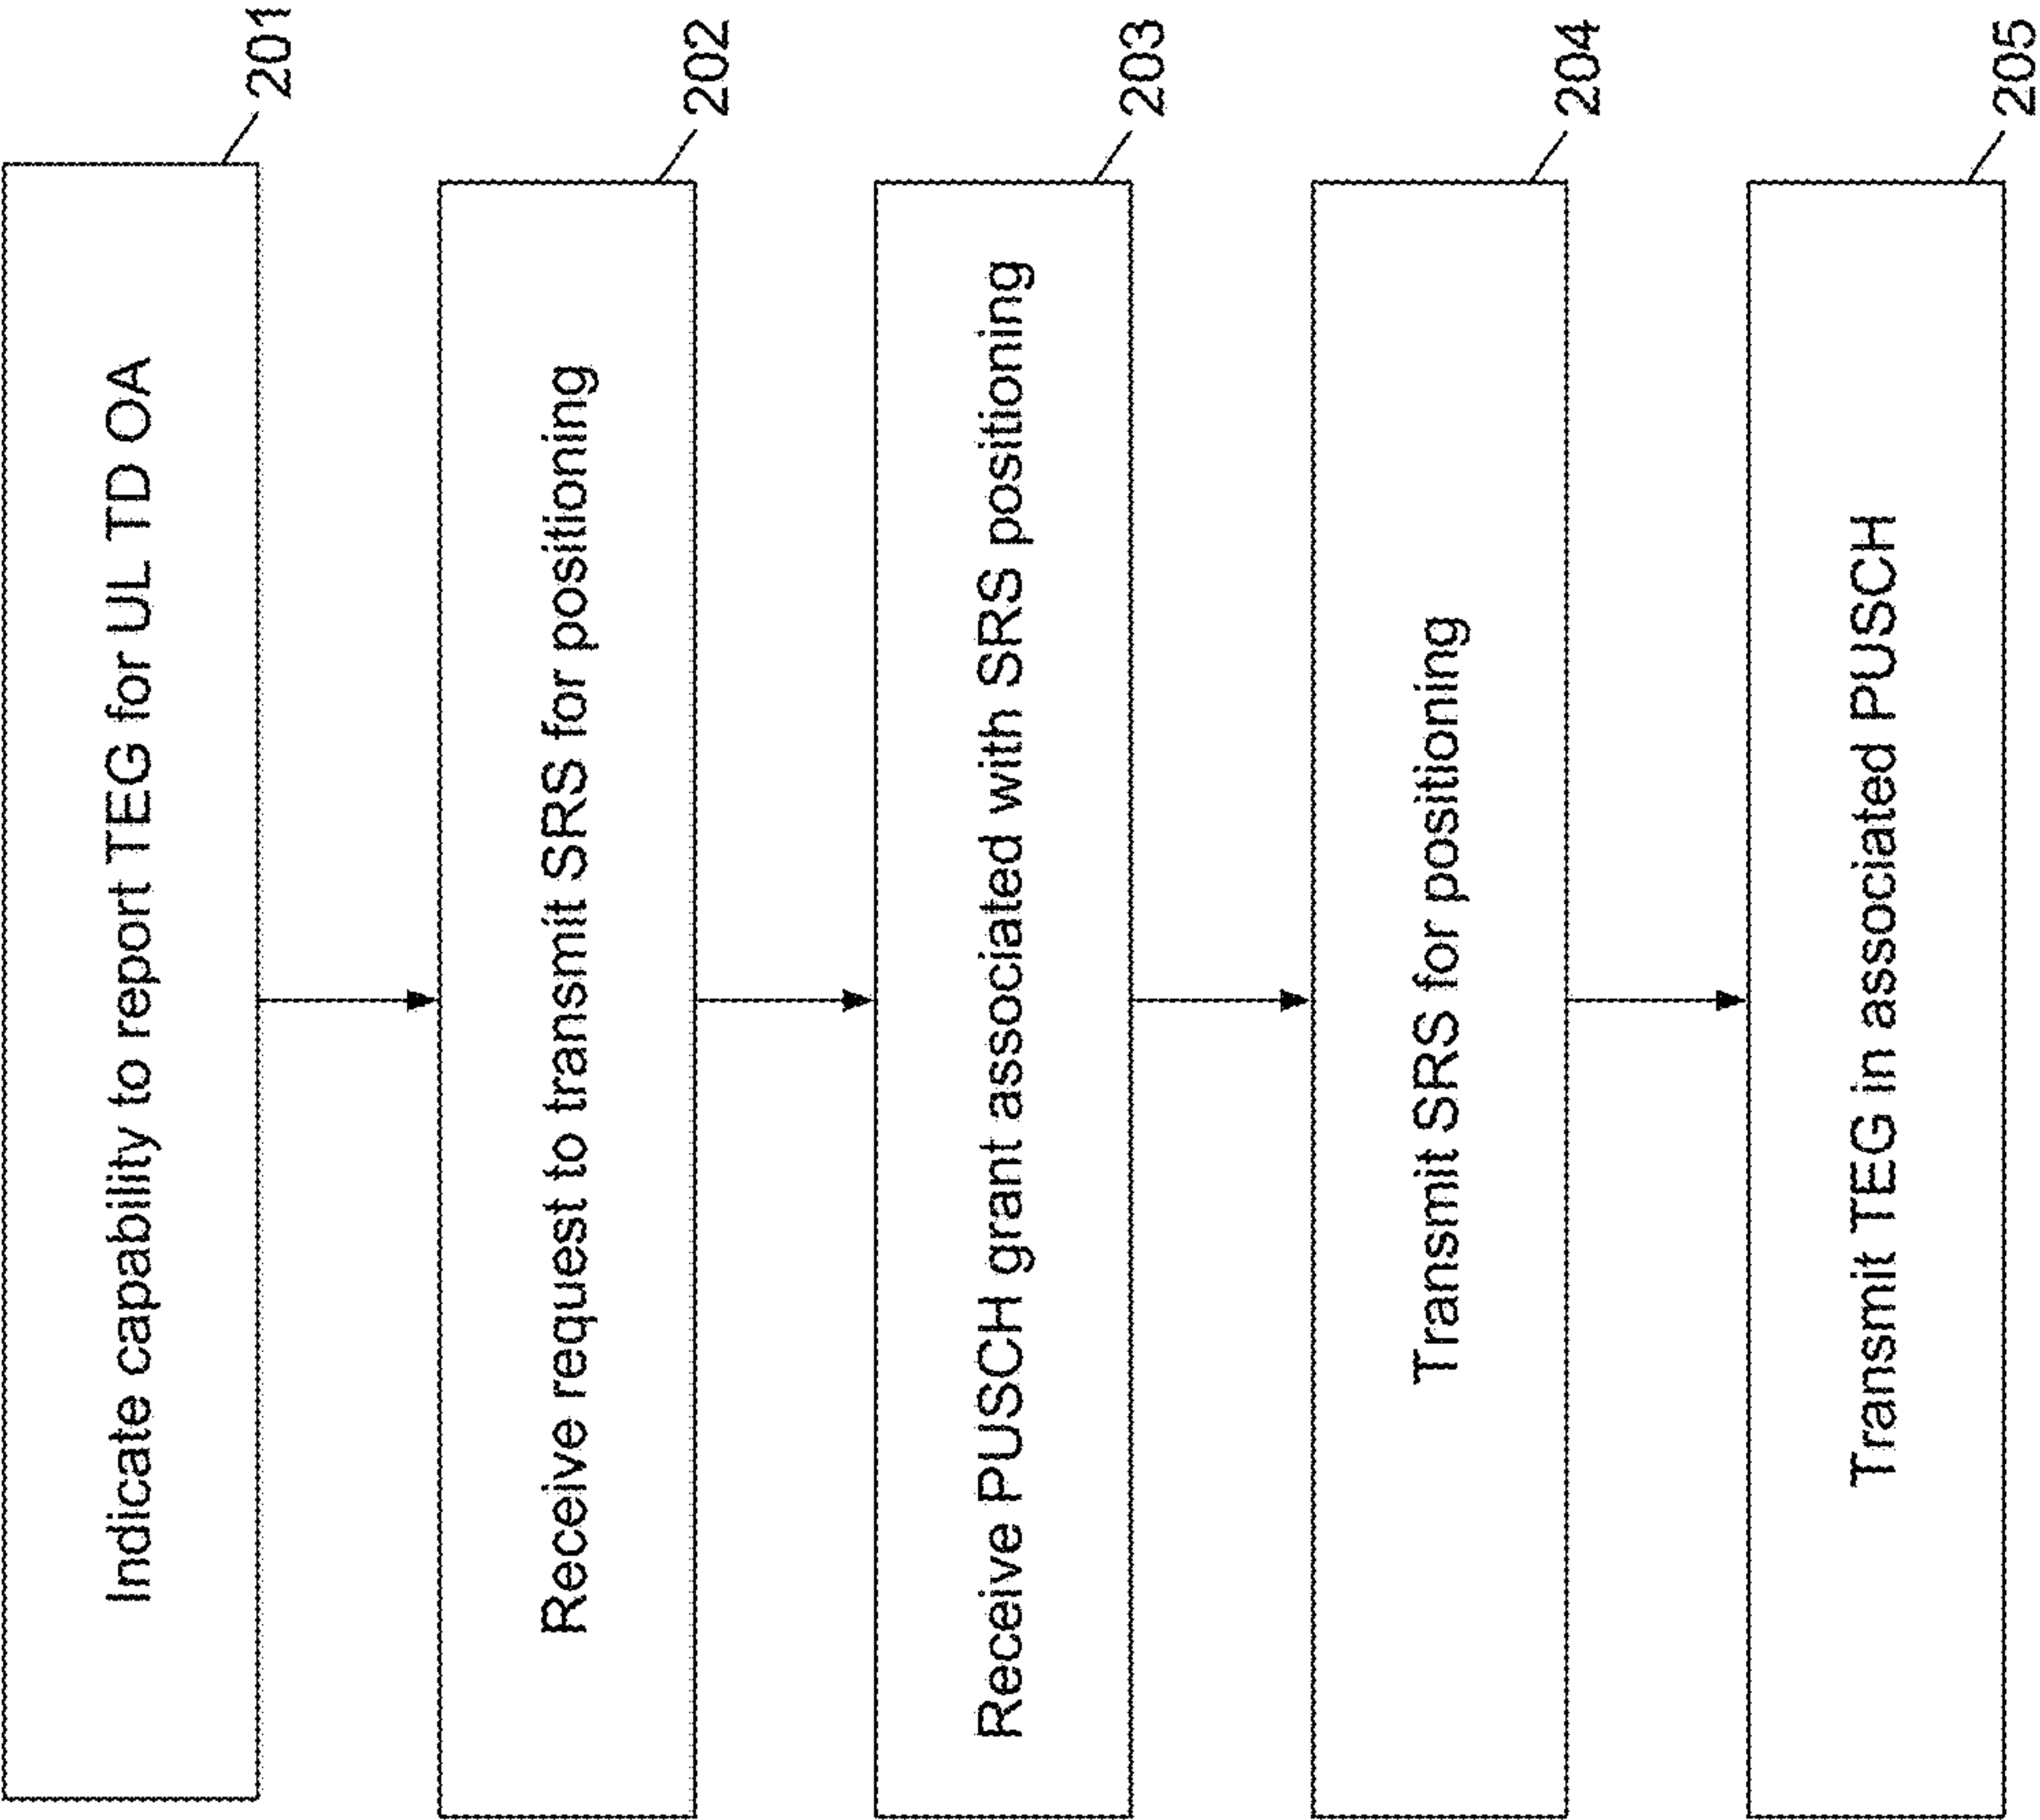 Indicate capability to report TEG for UL TD OA
201
Receive request to transmit SRS for positioning
202
Receive PUSCH grant associated with SRS positioning
203
Transmit SRS for positioning
204
Transmit TEG in associated PUSCH
205